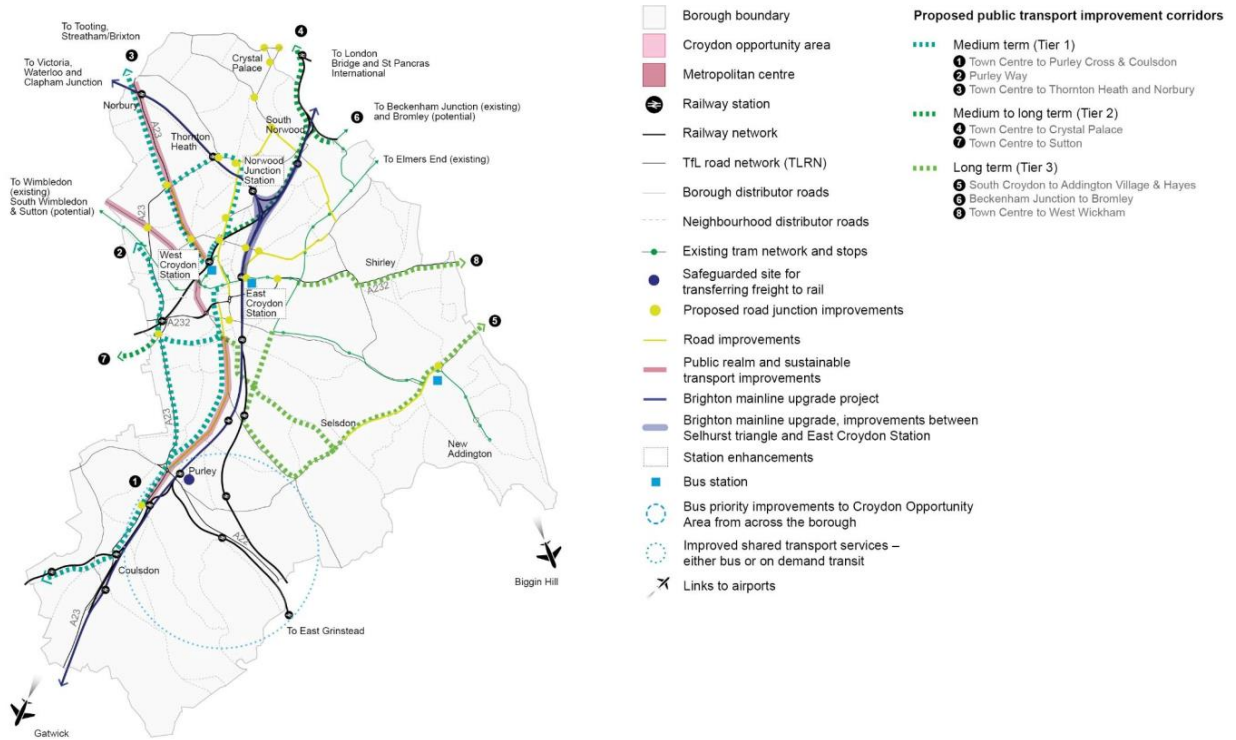 To Tooting,
Streatham/Brixton
3
To Victoria,
Waterloo and
Clapham Junction
Norbury
A23
Thornton
Heath
Crystal
Palace
4
To London
Bridge and St Pancras
International
South
Norwood
To Beckenham Junction (existing)
and Bromley (potential)
6
To Elmers End (existing)
Norwood
Junction
Station
To Wimbledon
(existing)
South Wimbledon
& Sutton (potential)
A23
2
West
Croydon
Station
East
Croydon
Station
Shirley
A232
8
A232
7
5
A23
Selsdon
New
Addington
1
Purley
A22
Coulsdon
A23
Biggin Hill
To East Grinstead
Gatwick
Borough boundary
Croydon opportunity area
Metropolitan centre
Railway station
Railway network
TfL road network (TLRN)
Borough distributor roads
Neighbourhood distributor roads
Existing tram network and stops
Safeguarded site for
transferring freight to rail
Proposed road junction improvements
Road improvements
Public realm and sustainable
transport improvements
Brighton mainline upgrade project
Brighton mainline upgrade, improvements between
Selhurst triangle and East Croydon Station
Station enhancements
Bus station
Bus priority improvements to Croydon Opportunity
Area from across the borough
Improved shared transport services –
either bus or on demand transit
Links to airports
Proposed public transport improvement corridors
Medium term (Tier 1)
1 Town Centre to Purley Cross & Coulsdon
2 Purley Way
3 Town Centre to Thornton Heath and Norbury
Medium to long term (Tier 2)
4 Town Centre to Crystal Palace
7 Town Centre to Sutton
Long term (Tier 3)
5 South Croydon to Addington Village & Hayes
6 Beckenham Junction to Bromley
8 Town Centre to West Wickham